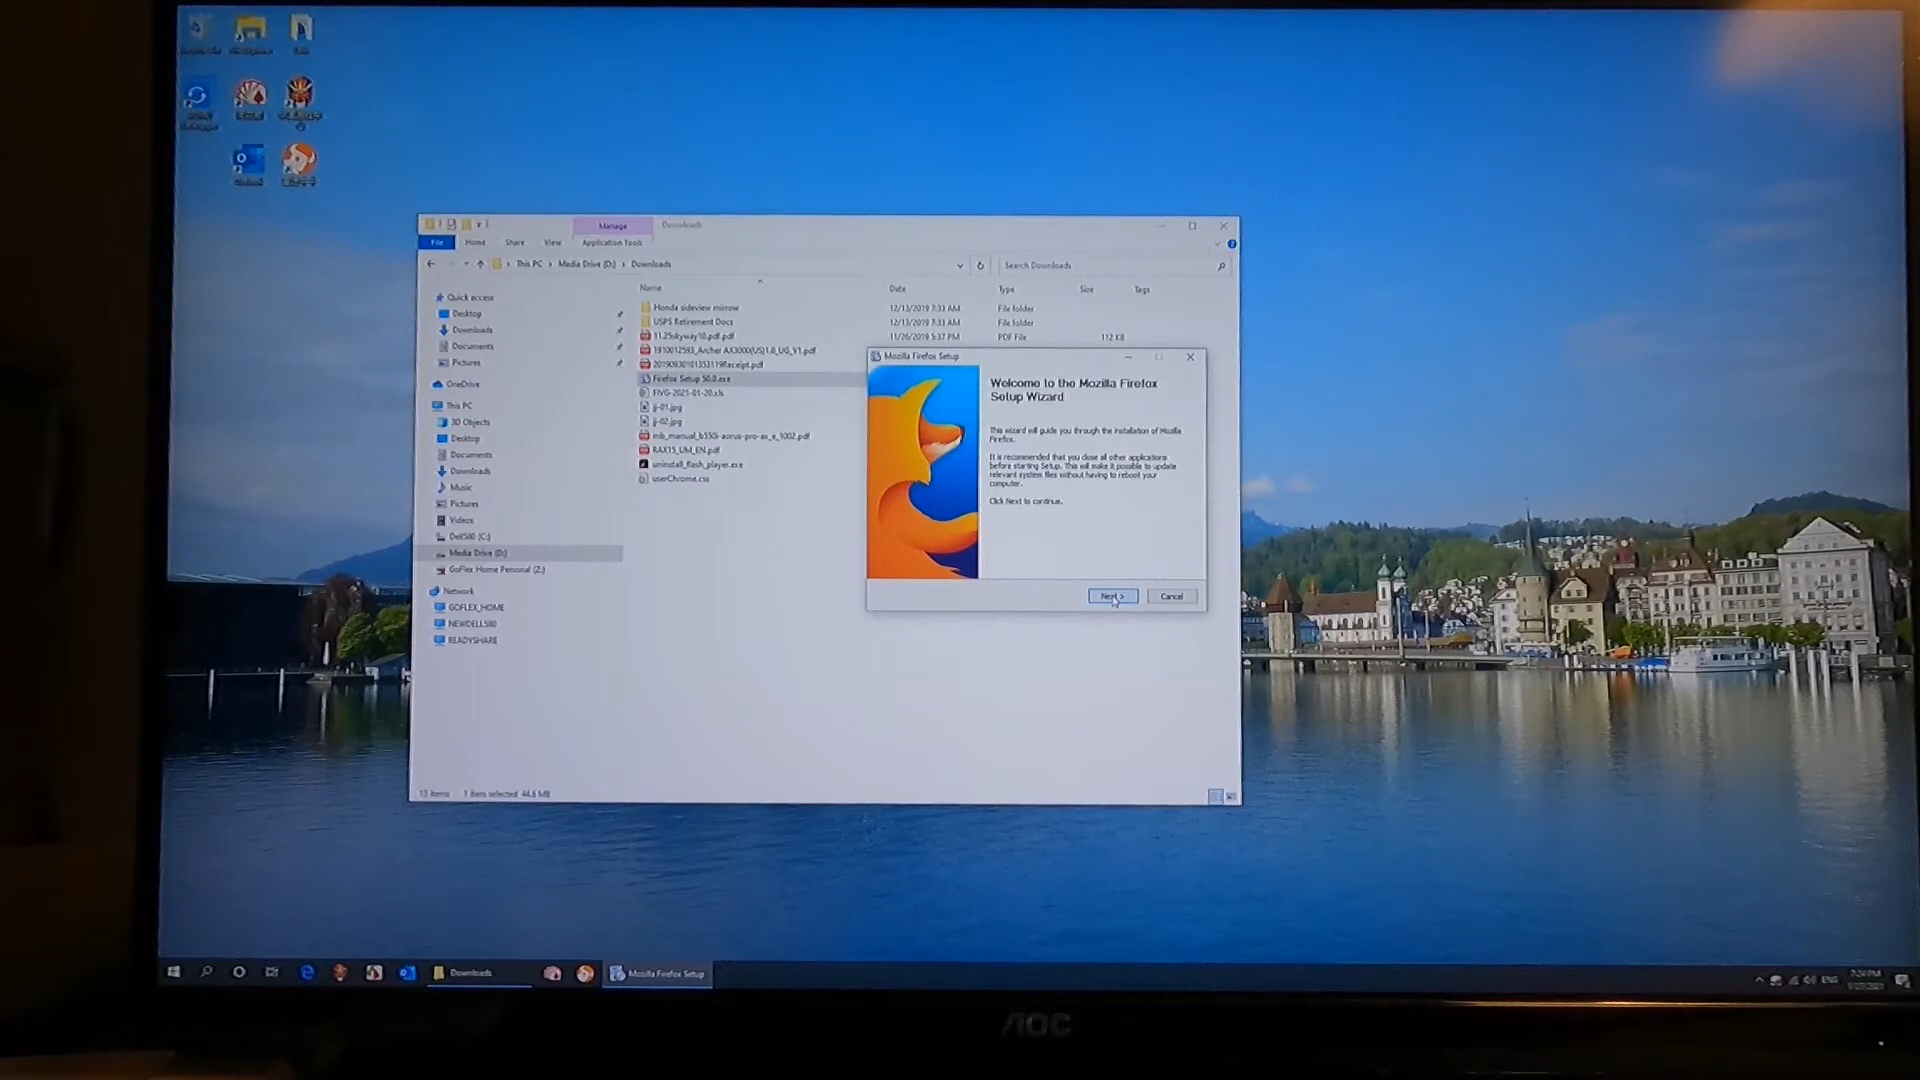 Manage
Downloads
File
Home
Share
View
Application Tools
This PC > Media Drive (D:) > Downloads
Search Downloads
Name
Date
Type
Size
Tags
Quick access
Desktop
Downloads
Documents
Pictures
OneDrive
This PC
3D Objects
Desktop
Documents
Downloads
Music
Pictures
Videos
Dell580 (C:)
Media Drive (D:)
GoFlex Home Personal (Z:)
Network
GOFLEX_HOME
NEWDELL580
READYSHARE
Honda sideview mirrow 12/13/2019 7:33 AM File folder
USPS Retirement Docs 12/13/2019 7:33 AM File folder
11.25skyway10.pdf.pdf 11/26/2019 5:37 PM PDF File 112 KB
1910012593_Archer AX3000(US)1.0_UG_V1.pdf
20190930101353119Receipt.pdf
Firefox Setup 50.0.exe
FIVG-2021-01-20.xls
jj-01.jpg
jj-02.jpg
mb_manual_b550i-aorus-pro-ax_e_1002.pdf
RAX15_UM_EN.pdf
uninstall_flash_player.exe
userChrome.css
Mozilla Firefox Setup
Welcome to the Mozilla Firefox
Setup Wizard
This wizard will guide you through the installation of Mozilla
Firefox.
It is recommended that you close all other applications
before starting Setup. This will make it possible to update
relevant system files without having to reboot your
computer.
Click Next to continue.
Next >
Cancel
13 items
1 item selected 44.6 MB
Downloads
Mozilla Firefox Setup
ENG
7:24 PM
AOC